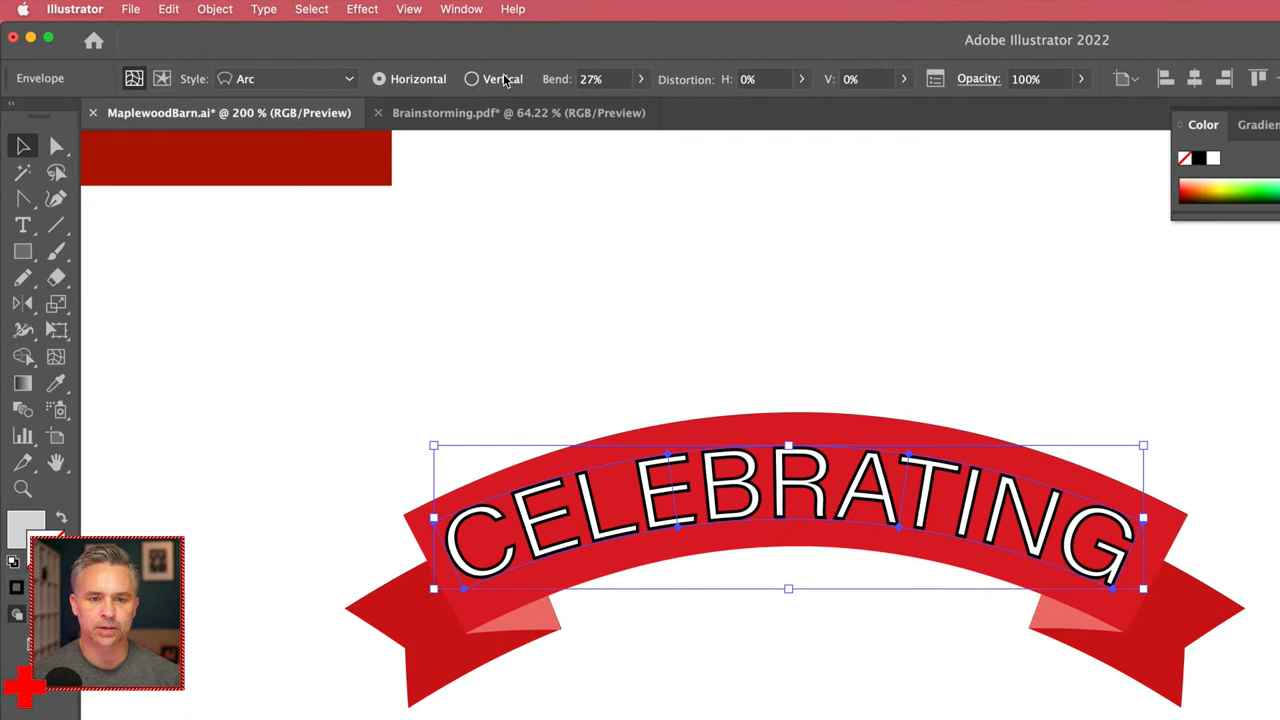 Illustrator File Edit Object Type Select Effect View Window Help
Adobe Illustrator 2022
Envelope Style: Arc Horizontal Vertical Bend: 27% Distortion: H: 0% V: 0% Opacity: 100%
MaplewoodBarn.ai* @ 200 % (RGB/Preview) Brainstorming.pdf* @ 64.22 % (RGB/Preview)
Color
CELEBRATING